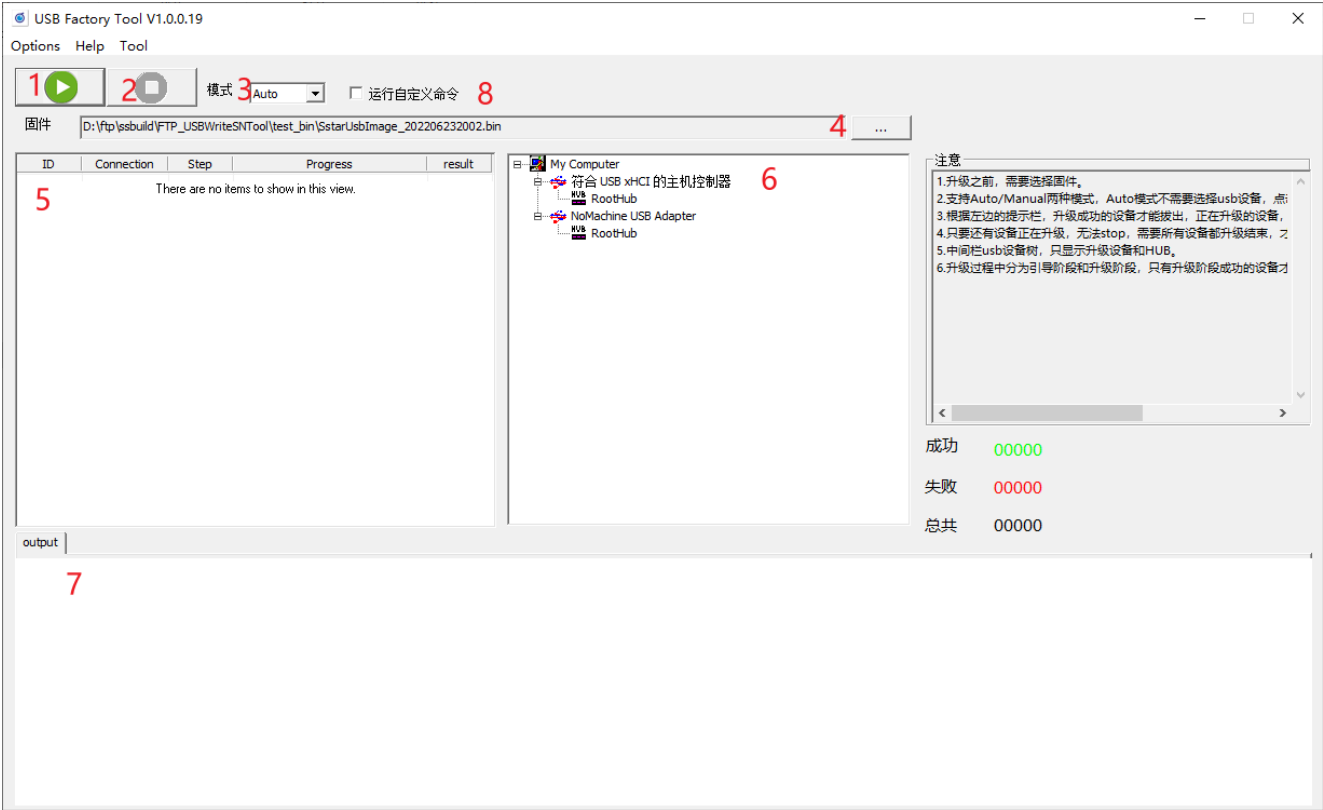 USB Factory Tool V1.0.0.19
Options Help Tool
1 2 模式 3 Auto 运行自定义命令 8
固件 D:\ftp\ssbuild\FTP_USBWriteSNTool\test_bin\SstarUsbImage_202206232002.bin 4 ...
ID Connection Step Progress result
There are no items to show in this view.
5
My Computer
符合 USB xHCI 的主机控制器
RootHub
NoMachine USB Adapter
RootHub
6
注意
1.升级之前，需要选择固件。
2.支持Auto/Manual两种模式，Auto模式不需要选择usb设备，点
3.根据左边的提示栏，升级成功的设备才能拔出，正在升级的设备，
4.只要还有设备正在升级，无法stop，需要所有设备都升级结束，
5.中间栏usb设备树，只显示升级设备和HUB。
6.升级过程中分为引导阶段和升级阶段，只有升级阶段成功的设备才
成功 00000
失败 00000
总共 00000
output
7